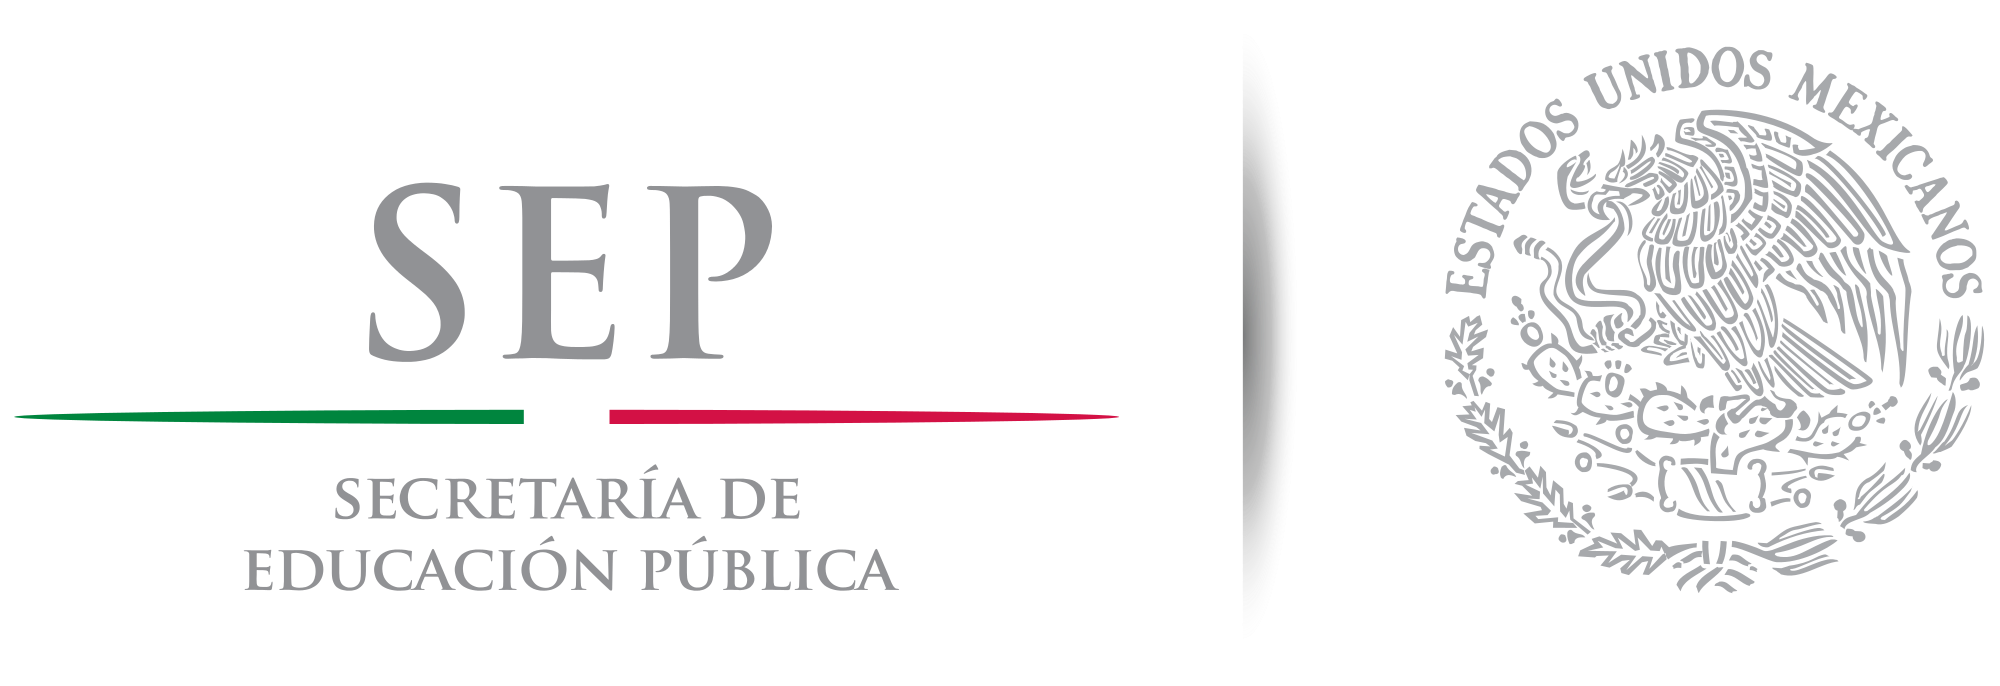 SEP
SECRETARÍA DE
EDUCACIÓN PÚBLICA
ESTADOS UNIDOS MEXICANOS